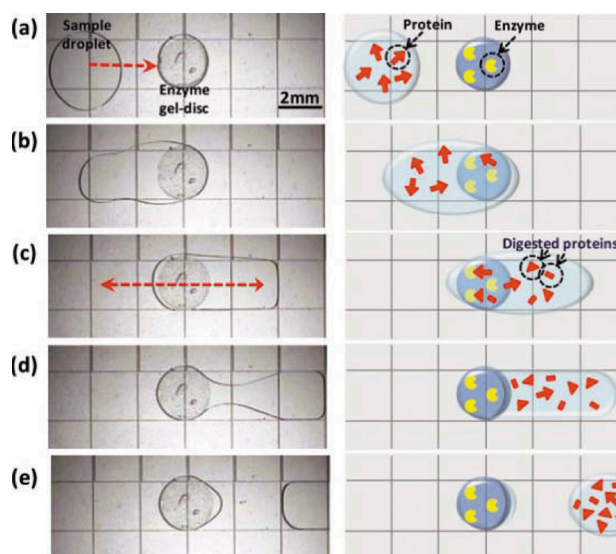 (a)
Sample
droplet
Enzyme
gel-disc
2mm
Protein
Enzyme
(b)
(c)
Digested proteins
(d)
(e)